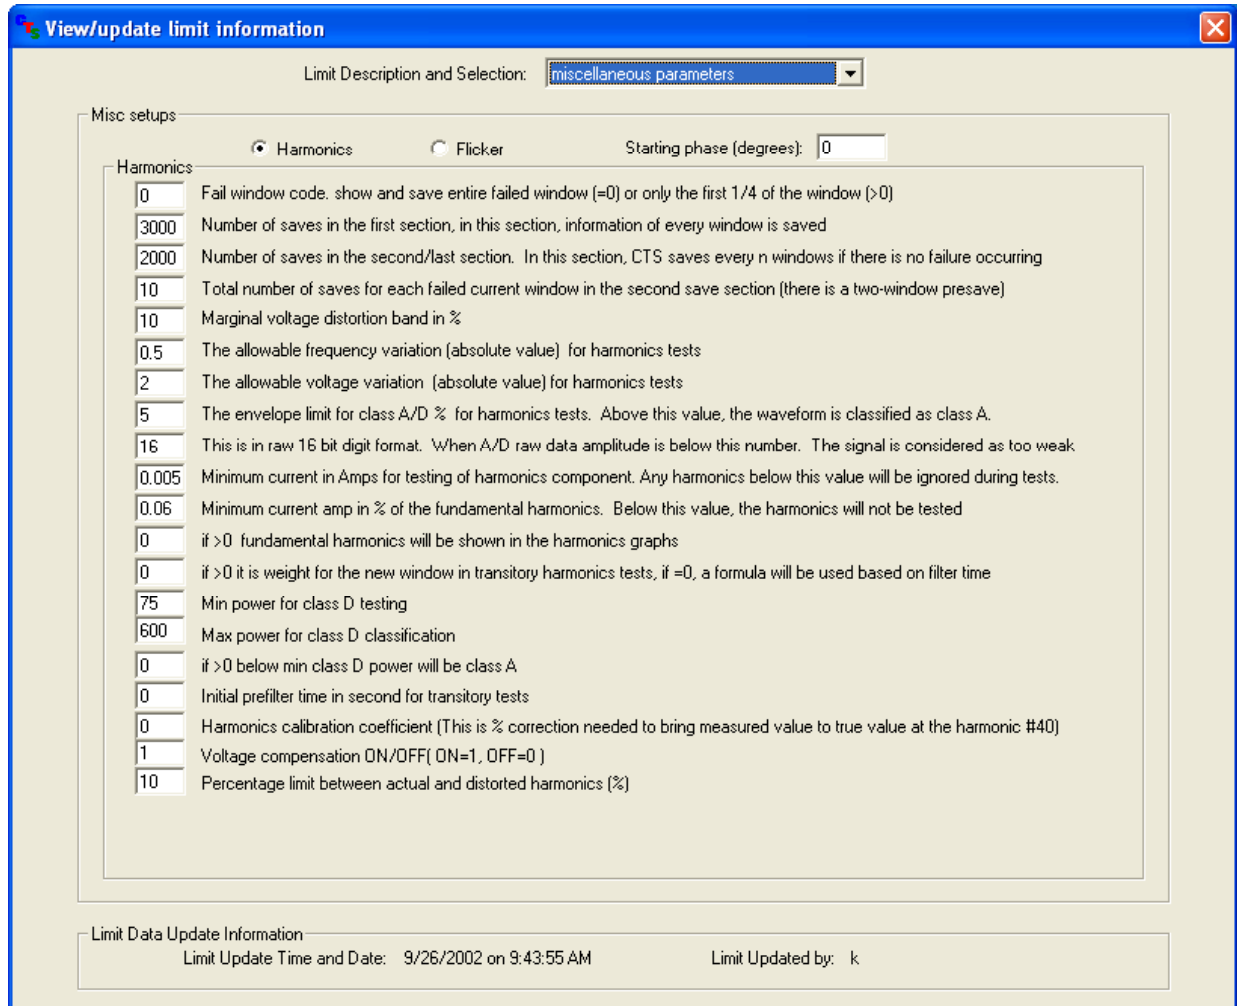 CTS View/update limit information
Limit Description and Selection: miscellaneous parameters
Misc setups
Harmonics Flicker Starting phase (degrees): 0
Harmonics
0 Fail window code. show and save entire failed window (=0) or only the first 1/4 of the window (>0)
3000 Number of saves in the first section, in this section, information of every window is saved
2000 Number of saves in the second/last section. In this section, CTS saves every n windows if there is no failure occurring
10 Total number of saves for each failed current window in the second save section (there is a two-window presave)
10 Marginal voltage distortion band in %
0.5 The allowable frequency variation (absolute value) for harmonics tests
2 The allowable voltage variation (absolute value) for harmonics tests
5 The envelope limit for class A/D % for harmonics tests. Above this value, the waveform is classified as class A.
16 This is in raw 16 bit digit format. When A/D raw data amplitude is below this number. The signal is considered as too weak
0.005 Minimum current in Amps for testing of harmonics component. Any harmonics below this value will be ignored during tests.
0.06 Minimum current amp in % of the fundamental harmonics. Below this value, the harmonics will not be tested
0 if >0 fundamental harmonics will be shown in the harmonics graphs
0 if >0 it is weight for the new window in transitory harmonics tests, if =0, a formula will be used based on filter time
75 Min power for class D testing
600 Max power for class D classification
0 if >0 below min class D power will be class A
0 Initial prefilter time in second for transitory tests
0 Harmonics calibration coefficient (This is % correction needed to bring measured value to true value at the harmonic #40)
1 Voltage compensation ON/OFF( ON=1, OFF=0 )
10 Percentage limit between actual and distorted harmonics (%)
Limit Data Update Information
Limit Update Time and Date: 9/26/2002 on 9:43:55 AM Limit Updated by: k